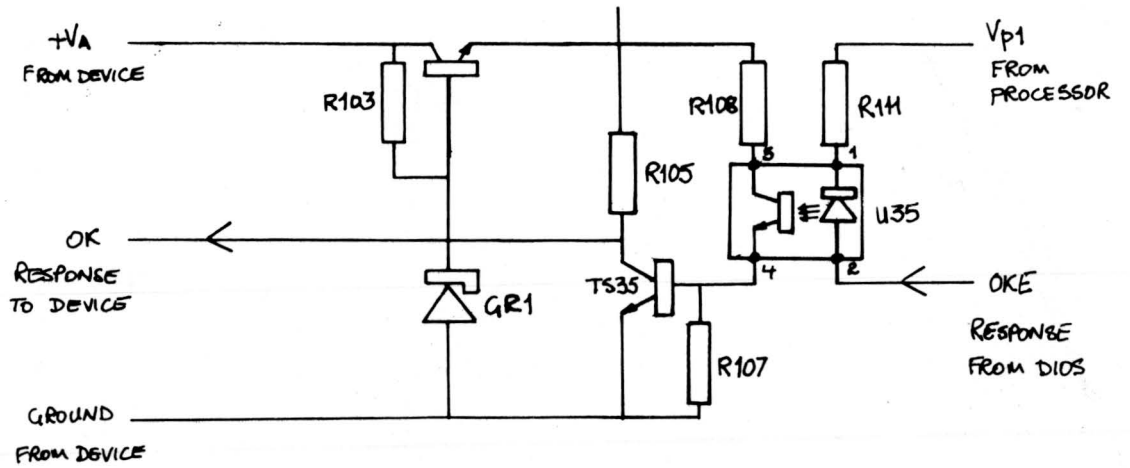 +VA
FROM DEVICE
R103
R105
R108
R111
Vp1
FROM
PROCESSOR
5
1
U35
4
2
OK
RESPONSE
TO DEVICE
GR1
TS35
R107
OKE
RESPONSE
FROM DIOS
GROUND
FROM DEVICE